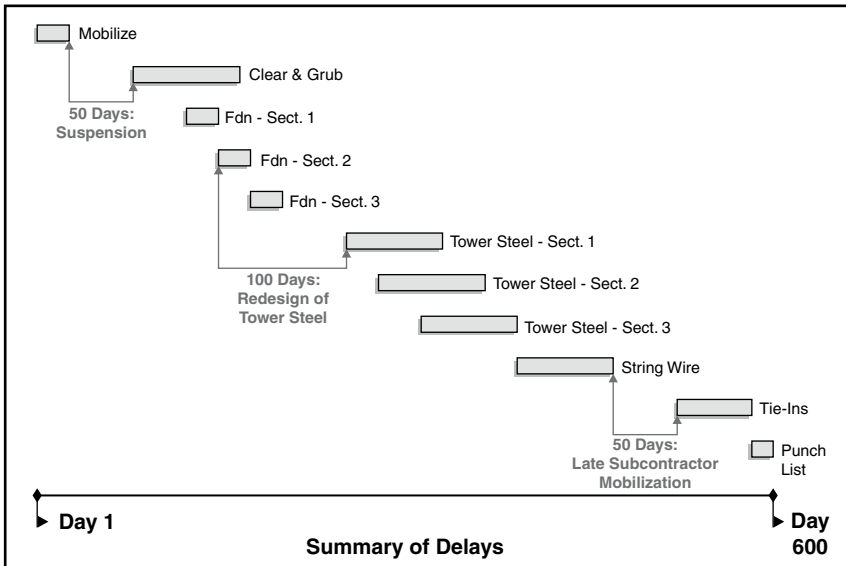 Mobilize
Clear & Grub
50 Days:
Suspension
Fdn - Sect. 1
Fdn - Sect. 2
Fdn - Sect. 3
Tower Steel - Sect. 1
100 Days:
Redesign of
Tower Steel
Tower Steel - Sect. 2
Tower Steel - Sect. 3
String Wire
Tie-Ins
50 Days:
Late Subcontractor
Mobilization
Punch
List
Day 1
Summary of Delays
Day
600